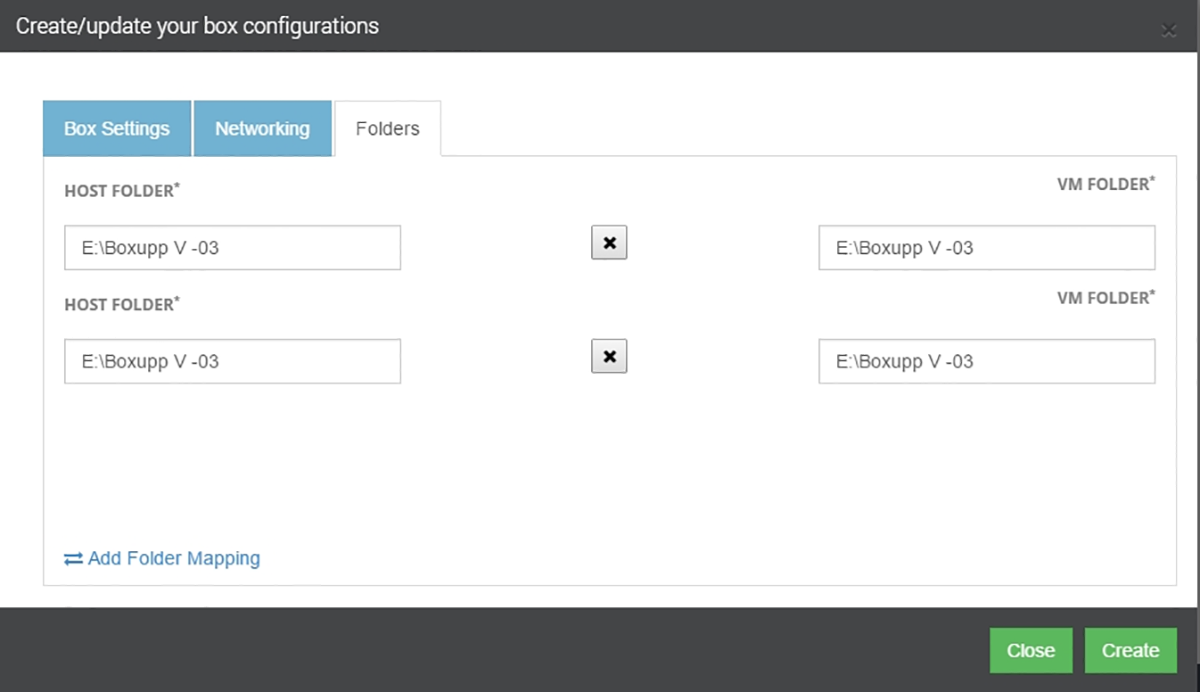 Create/update your box configurations
Box Settings Networking Folders
HOST FOLDER* VM FOLDER*
E:\Boxupp V -03 E:\Boxupp V -03
HOST FOLDER* VM FOLDER*
E:\Boxupp V -03 E:\Boxupp V -03
Add Folder Mapping
Close Create